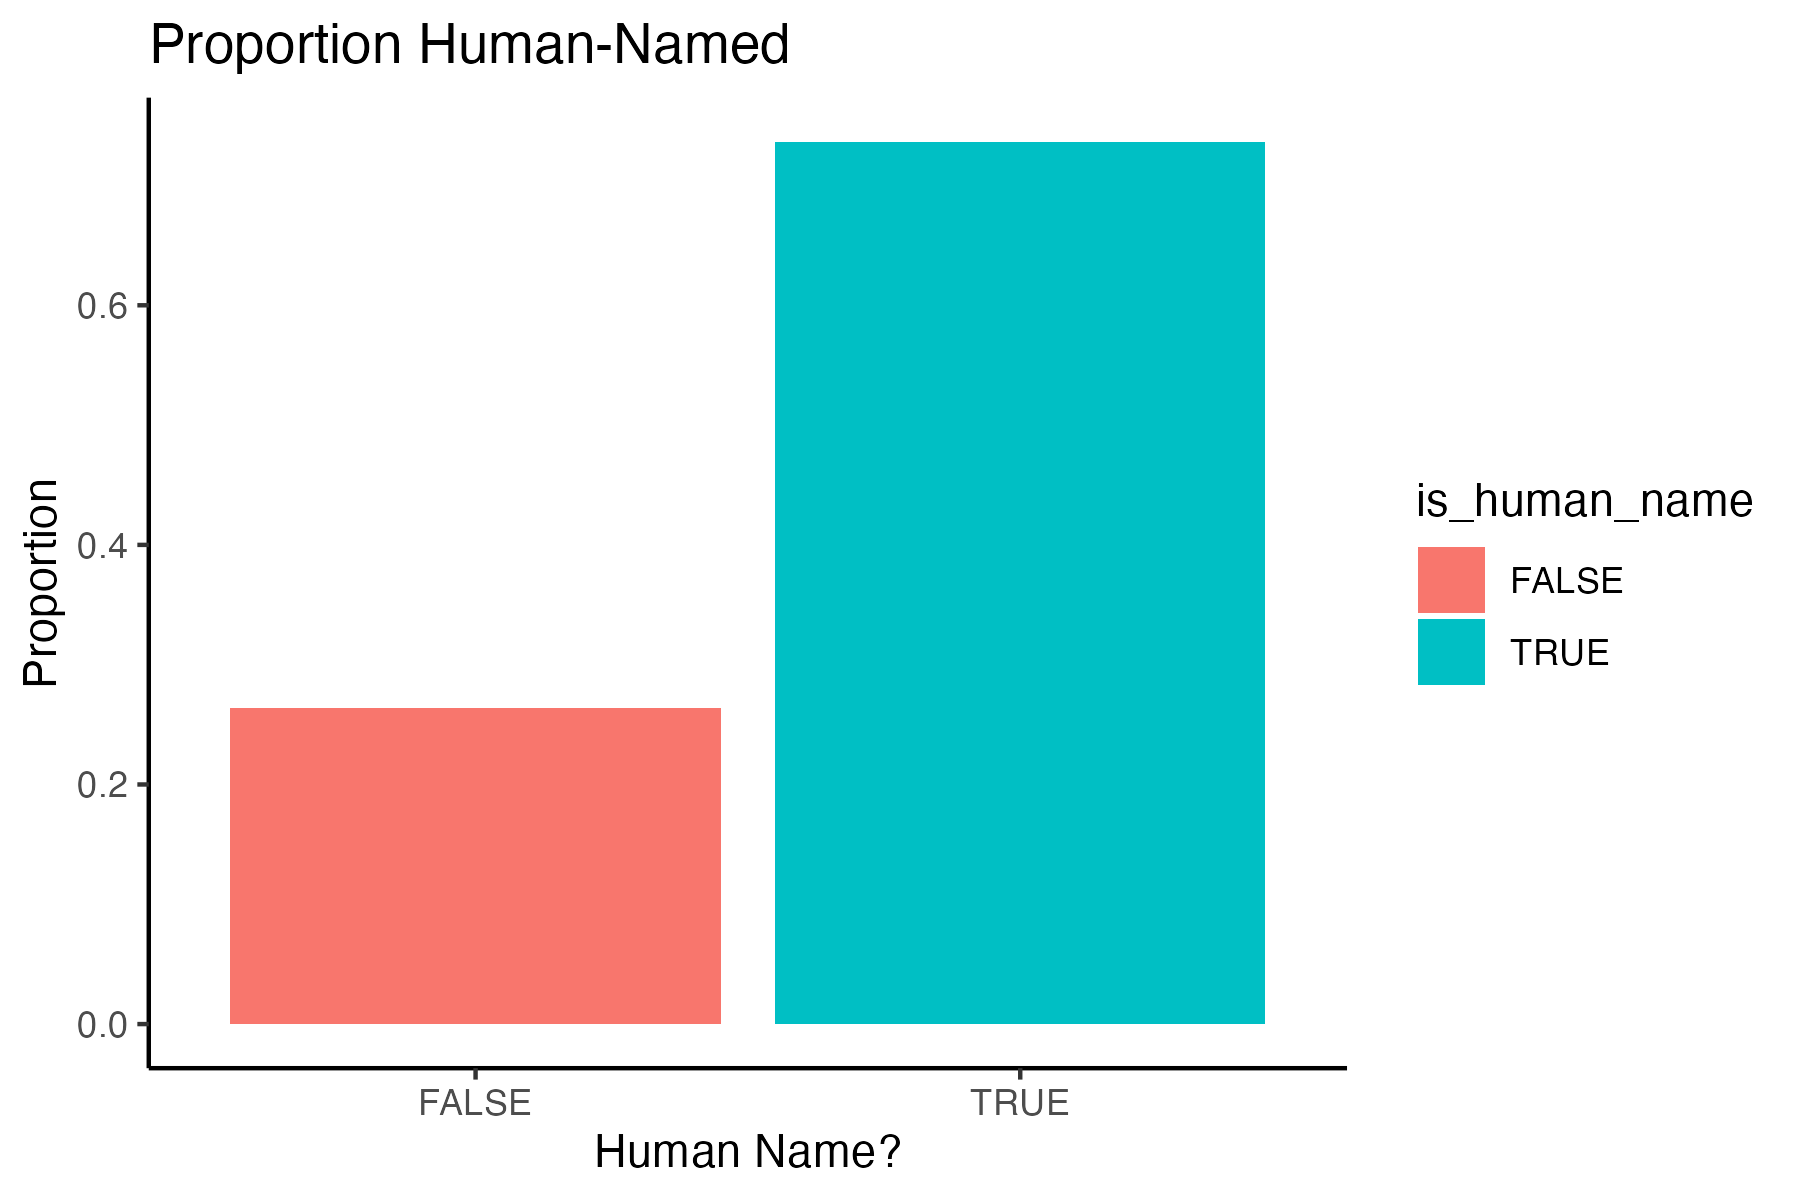 Proportion Human-Named
Proportion
0.6
0.4
0.2
0.0
FALSE
TRUE
Human Name?
is_human_name
FALSE
TRUE